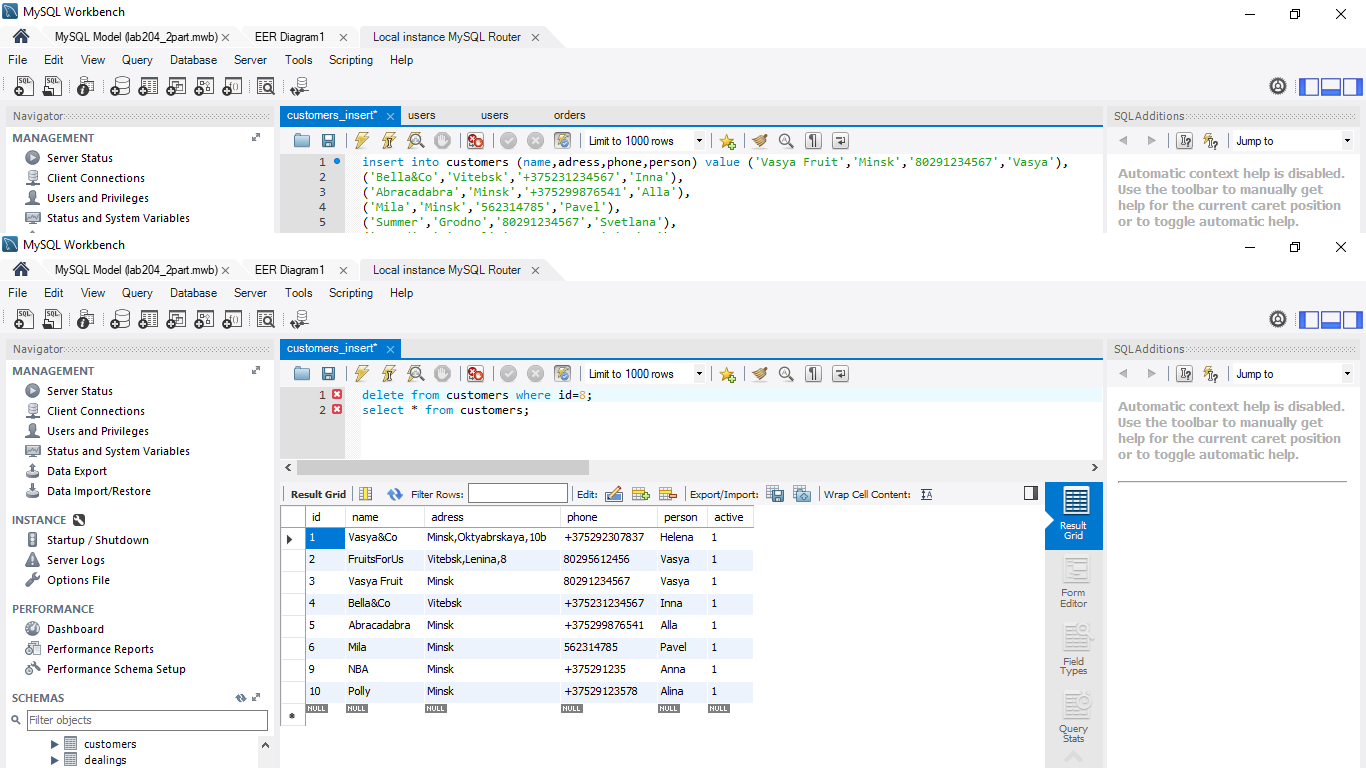 MySQL Workbench
MySQL Model (lab204_2part.mwb) EER Diagram1 Local instance MySQL Router
File Edit View Query Database Server Tools Scripting Help
Navigator
MANAGEMENT
Server Status
Client Connections
Users and Privileges
Status and System Variables
customers_insert* users users orders
Limit to 1000 rows
1 insert into customers (name,adress,phone,person) value ('Vasya Fruit','Minsk','80291234567','Vasya'),
2 ('Bella&Co','Vitebsk','+375231234567','Inna'),
3 ('Abracadabra','Minsk','+375299876541','Alla'),
4 ('Mila','Minsk','562314785','Pavel'),
5 ('Summer','Grodno','80291234567','Svetlana'),
SQLAdditions
Jump to
Automatic context help is disabled.
Use the toolbar to manually get
help for the current caret position
or to toggle automatic help.
MySQL Workbench
MySQL Model (lab204_2part.mwb) EER Diagram1 Local instance MySQL Router
File Edit View Query Database Server Tools Scripting Help
Navigator
MANAGEMENT
Server Status
Client Connections
Users and Privileges
Status and System Variables
Data Export
Data Import/Restore
INSTANCE
Startup / Shutdown
Server Logs
Options File
PERFORMANCE
Dashboard
Performance Reports
Performance Schema Setup
SCHEMAS
Filter objects
customers
dealings
customers_insert*
Limit to 1000 rows
1 delete from customers where id=8;
2 select * from customers;
Result Grid Filter Rows: Edit: Export/Import: Wrap Cell Content:
id name adress phone person active
1 Vasya&Co Minsk,Oktyabrskaya,10b +375292307837 Helena 1
2 FruitsForUs Vitebsk,Lenina,8 80295612456 Vasya 1
3 Vasya Fruit Minsk 80291234567 Vasya 1
4 Bella&Co Vitebsk +375231234567 Inna 1
5 Abracadabra Minsk +375299876541 Alla 1
6 Mila Minsk 562314785 Pavel 1
9 NBA Minsk +375291235 Anna 1
10 Polly Minsk +37529123578 Alina 1
NULL NULL NULL NULL NULL NULL
Result
Grid
Form
Editor
Field
Types
Query
Stats
SQLAdditions
Jump to
Automatic context help is disabled.
Use the toolbar to manually get
help for the current caret position
or to toggle automatic help.